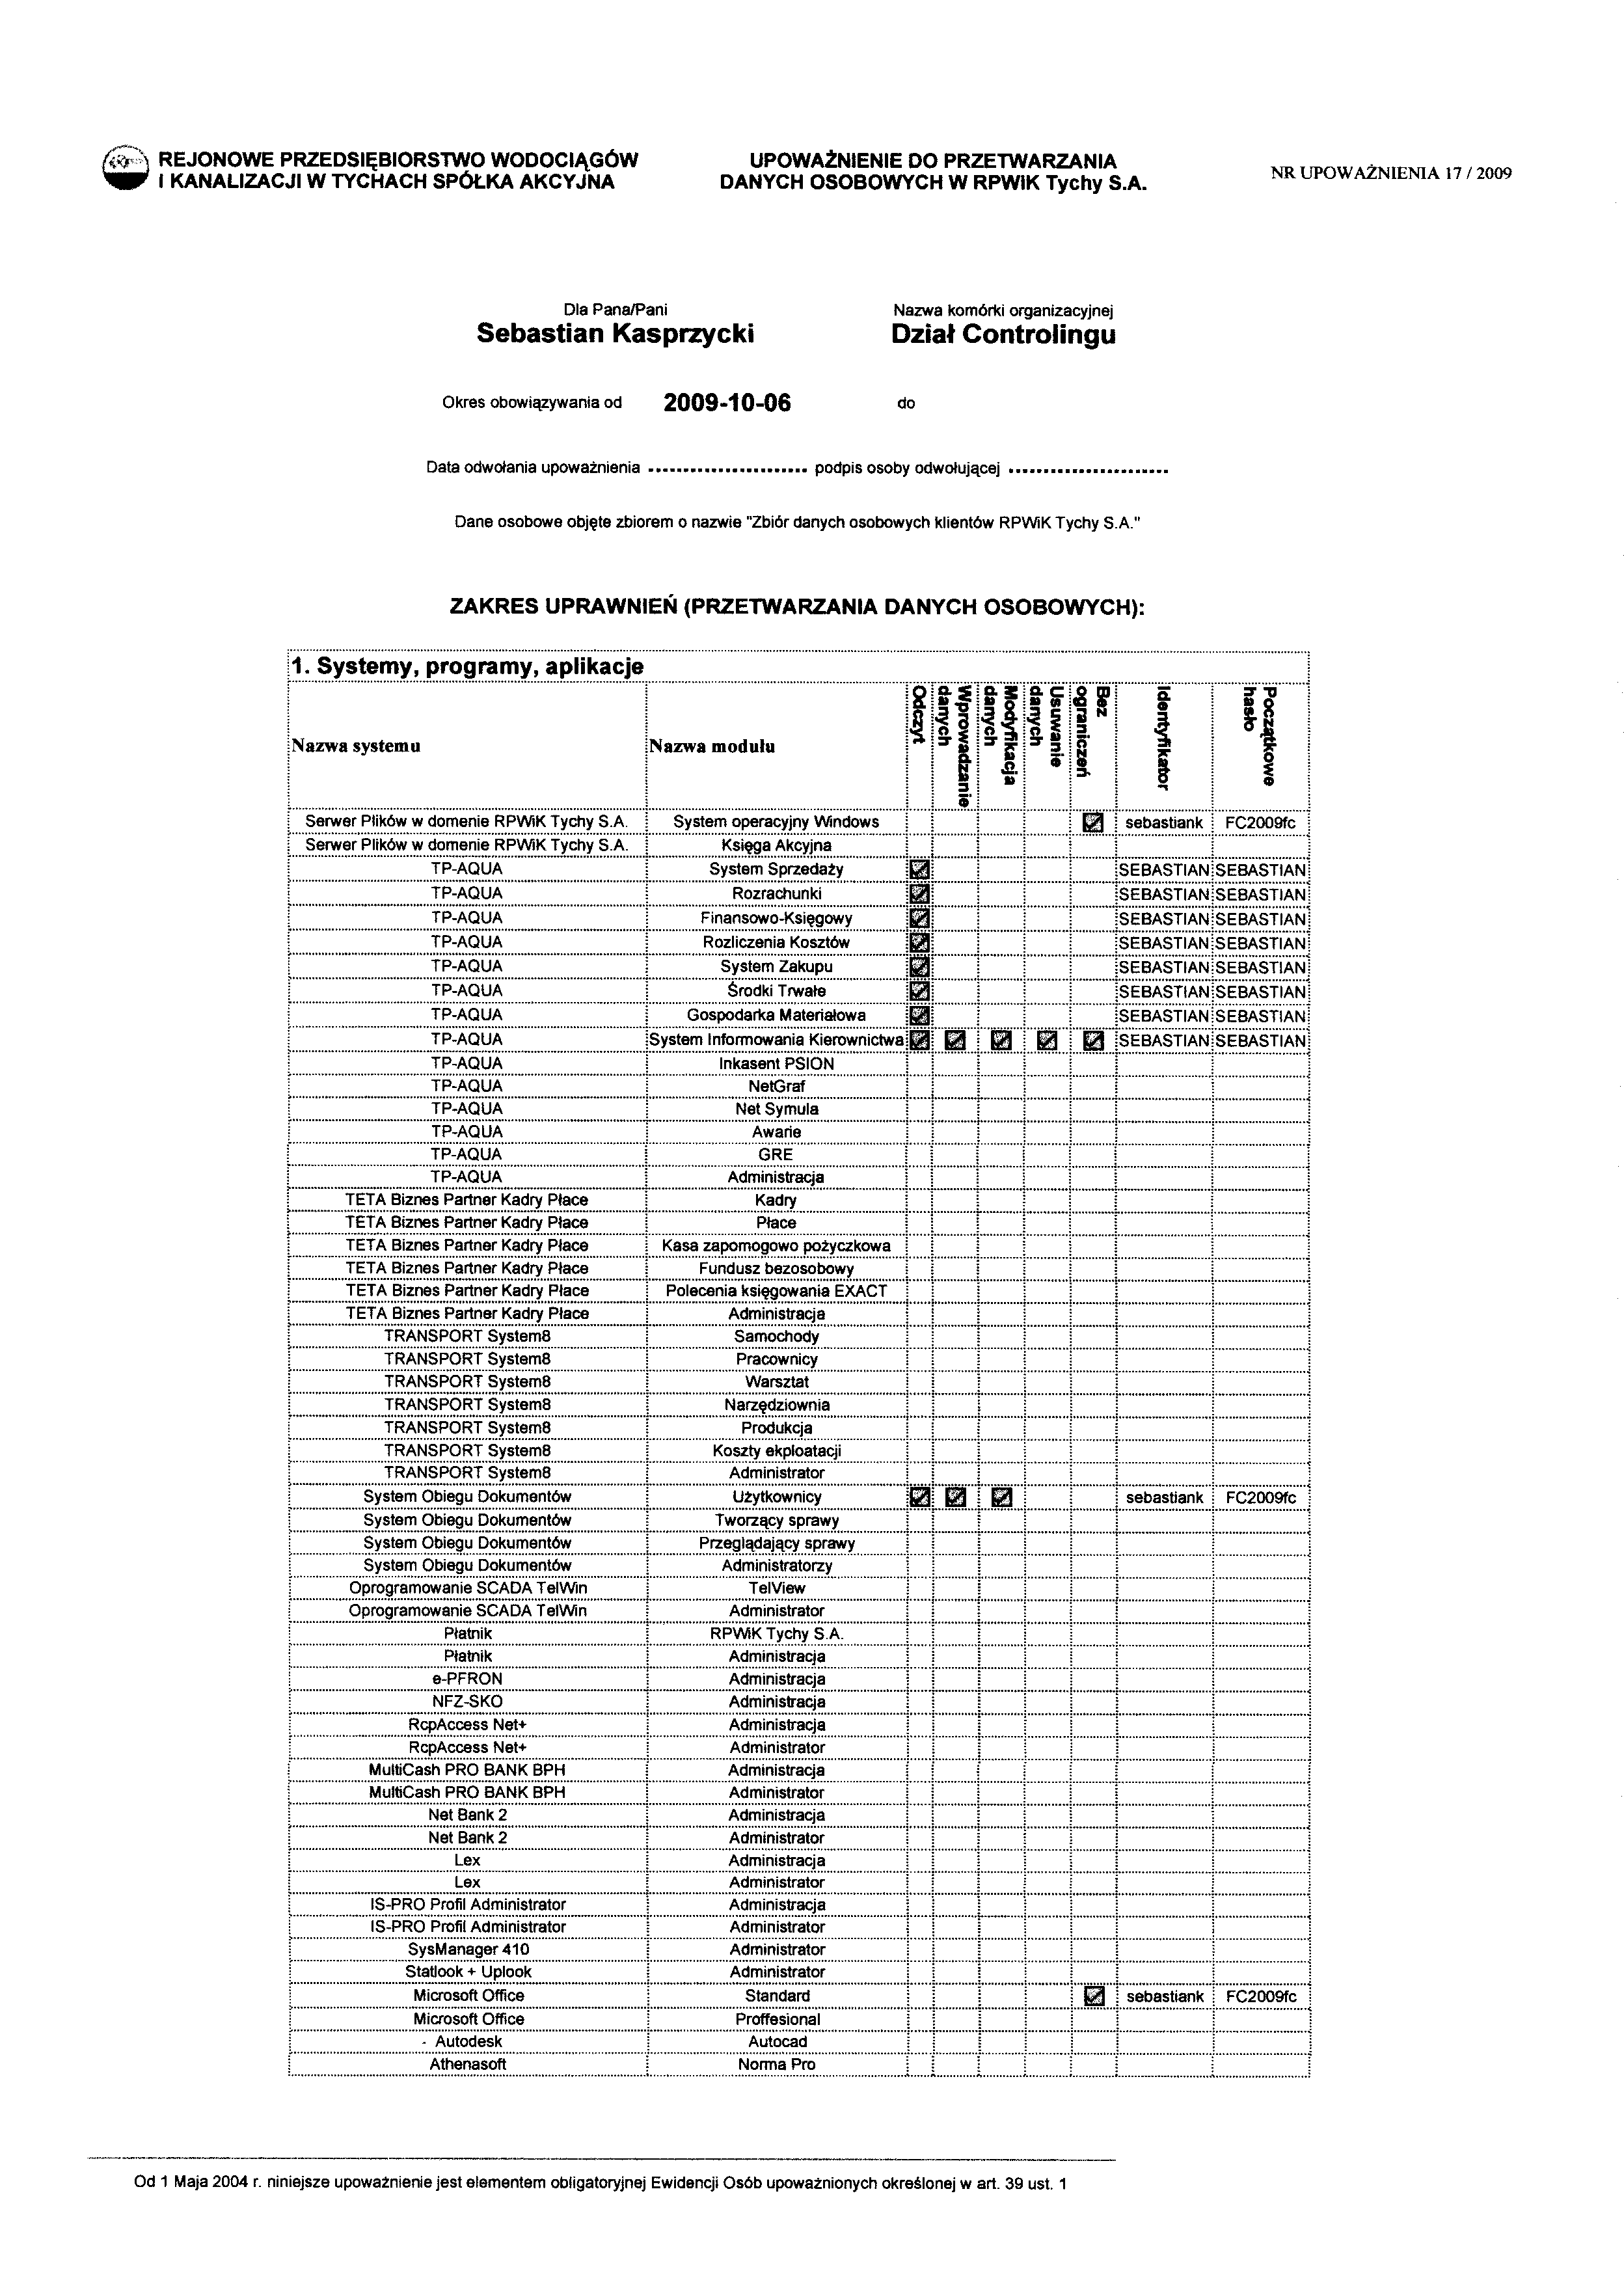 REJONOWE PRZEDSIĘBIORSTWO WODOCIĄGÓW
I KANALIZACJI W TYCHACH SPÓŁKA AKCYJNA
UPOWAŻNIENIE DO PRZETWARZANIA
DANYCH OSOBOWYCH W RPWiK Tychy S.A.
NR UPOWAŻNIENIA 17 / 2009
Dla Pana/Pani
Sebastian Kasprzycki
Nazwa komórki organizacyjnej
Dział Controlingu
Okres obowiązywania od 2009-10-06 do
Data odwołania upoważnienia ....................... podpis osoby odwołującej .......................
Dane osobowe objęte zbiorem o nazwie "Zbiór danych osobowych klientów RPWiK Tychy S.A."
ZAKRES UPRAWNIEŃ (PRZETWARZANIA DANYCH OSOBOWYCH):
1. Systemy, programy, aplikacje
Nazwa systemu Nazwa modulu Odczyt Wprowadzanie danych Modyfikacja danych Usuwanie danych Bez ograniczeń Identyfikator Początkowe hasło
Serwer Plików w domenie RPWiK Tychy S.A. System operacyjny Windows ☑ sebastiank FC2009fc
Serwer Plików w domenie RPWiK Tychy S.A. Księga Akcyjna
TP-AQUA System Sprzedaży ☑ SEBASTIAN SEBASTIAN
TP-AQUA Rozrachunki ☑ SEBASTIAN SEBASTIAN
TP-AQUA Finansowo-Księgowy ☑ SEBASTIAN SEBASTIAN
TP-AQUA Rozliczenia Kosztów ☑ SEBASTIAN SEBASTIAN
TP-AQUA System Zakupu ☑ SEBASTIAN SEBASTIAN
TP-AQUA Środki Trwałe ☑ SEBASTIAN SEBASTIAN
TP-AQUA Gospodarka Materiałowa ☑ SEBASTIAN SEBASTIAN
TP-AQUA System Informowania Kierownictwa ☑ ☑ ☑ ☑ ☑ SEBASTIAN SEBASTIAN
TP-AQUA Inkasent PSION
TP-AQUA NetGraf
TP-AQUA Net Symula
TP-AQUA Awarie
TP-AQUA GRE
TP-AQUA Administracja
TETA Biznes Partner Kadry Płace Kadry
TETA Biznes Partner Kadry Płace Płace
TETA Biznes Partner Kadry Płace Kasa zapomogowo pożyczkowa
TETA Biznes Partner Kadry Płace Fundusz bezosobowy
TETA Biznes Partner Kadry Płace Polecenia księgowania EXACT
TETA Biznes Partner Kadry Płace Administracja
TRANSPORT System8 Samochody
TRANSPORT System8 Pracownicy
TRANSPORT System8 Warsztat
TRANSPORT System8 Narzędziownia
TRANSPORT System8 Produkcja
TRANSPORT System8 Koszty ekploatacji
TRANSPORT System8 Administrator
System Obiegu Dokumentów Użytkownicy ☑ ☑ ☑ sebastiank FC2009fc
System Obiegu Dokumentów Tworzący sprawy
System Obiegu Dokumentów Przeglądający sprawy
System Obiegu Dokumentów Administratorzy
Oprogramowanie SCADA TelWin TelView
Oprogramowanie SCADA TelWin Administrator
Płatnik RPWiK Tychy S.A.
Płatnik Administracja
e-PFRON Administracja
NFZ-SKO Administracja
RcpAccess Net+ Administracja
RcpAccess Net+ Administrator
MultiCash PRO BANK BPH Administracja
MultiCash PRO BANK BPH Administrator
Net Bank 2 Administracja
Net Bank 2 Administrator
Lex Administracja
Lex Administrator
IS-PRO Profil Administrator Administracja
IS-PRO Profil Administrator Administrator
SysManager 410 Administrator
Statlook + Uplook Administrator
Microsoft Office Standard ☑ sebastiank FC2009fc
Microsoft Office Proffesional
Autodesk Autocad
Athenasoft Norma Pro
Od 1 Maja 2004 r. niniejsze upoważnienie jest elementem obligatoryjnej Ewidencji Osób upoważnionych określonej w art. 39 ust. 1